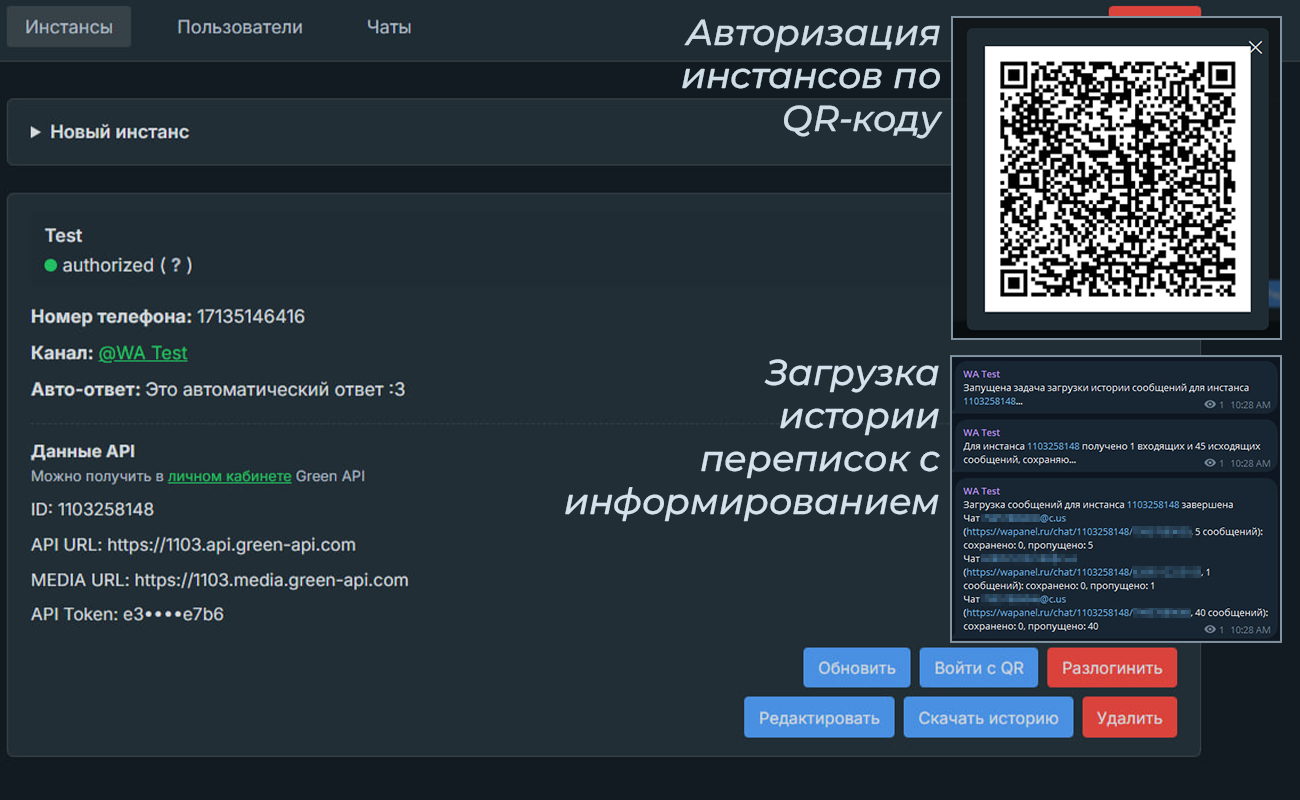 Инстансы
Пользователи
Чаты
Авторизация
инстансов по
QR-коду
Новый инстанс
Test
authorized ( ? )
Номер телефона: 17135146416
Канал: @WA Test
Авто-ответ: Это автоматический ответ :3
Данные API
Можно получить в личном кабинете Green API
ID: 1103258148
API URL: https://1103.api.green-api.com
MEDIA URL: https://1103.media.green-api.com
API Token: e3••••e7b6
Загрузка
истории
переписок с
информированием
WA Test
Запущена задача загрузки истории сообщений для инстанса
1103258148...
1 10:28 AM
WA Test
Для инстанса 1103258148 получено 1 входящих и 45 исходящих
сообщений, сохраняю...
1 10:28 AM
WA Test
Загрузка сообщений для инстанса 1103258148 завершена
Чат @c.us
(https://wapanel.ru/chat/1103258148/ , 5 сообщений):
сохранено: 0, пропущено: 5
Чат
(https://wapanel.ru/chat/1103258148/ , 1
сообщений): сохранено: 0, пропущено: 1
Чат @c.us
(https://wapanel.ru/chat/1103258148/ , 40 сообщений):
сохранено: 0, пропущено: 40
1 10:28 AM
Обновить
Войти с QR
Разлогинить
Редактировать
Скачать историю
Удалить